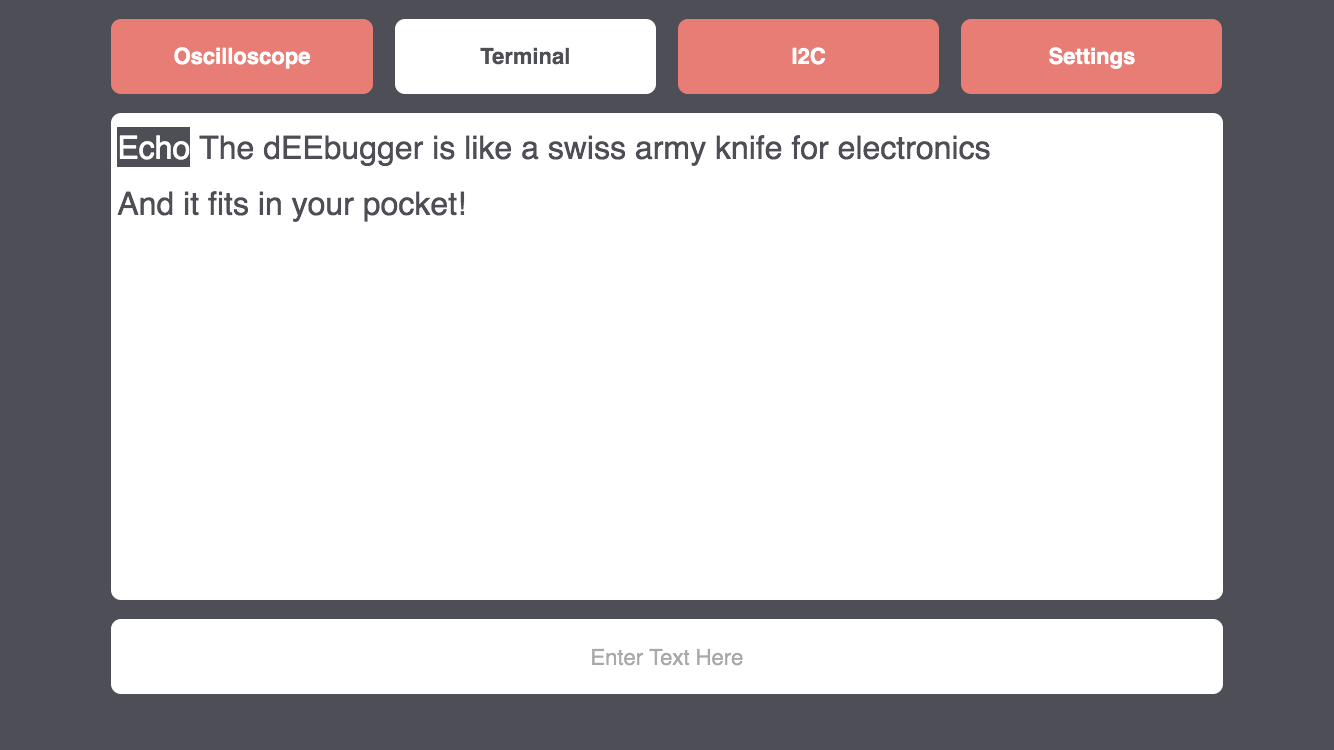 Oscilloscope
Terminal
I2C
Settings
Echo The dEEbugger is like a swiss army knife for electronics
And it fits in your pocket!
Enter Text Here